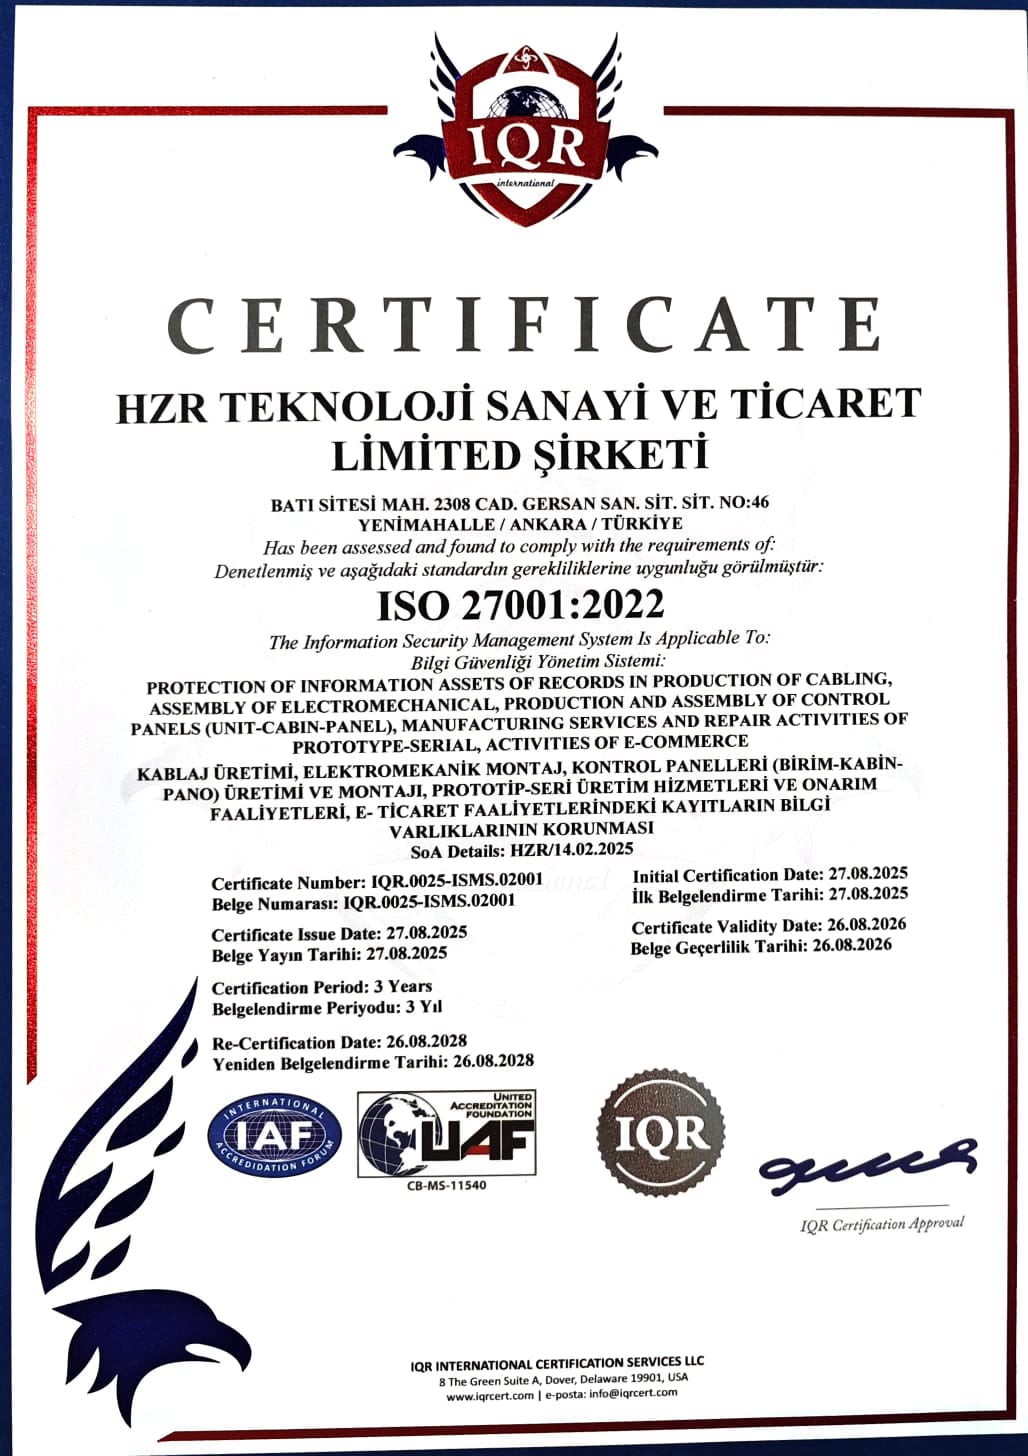 IQR
international
CERTIFICATE
HZR TEKNOLOJİ SANAYİ VE TİCARET
LİMİTED ŞİRKETİ
BATI SİTESİ MAH. 2308 CAD. GERSAN SAN. SİT. SİT. NO:46
YENİMAHALLE / ANKARA / TÜRKİYE
Has been assessed and found to comply with the requirements of:
Denetlenmiş ve aşağıdaki standardın gerekliliklerine uygunluğu görülmüştür:
ISO 27001:2022
The Information Security Management System Is Applicable To:
Bilgi Güvenliği Yönetim Sistemi:
PROTECTION OF INFORMATION ASSETS OF RECORDS IN PRODUCTION OF CABLING,
ASSEMBLY OF ELECTROMECHANICAL, PRODUCTION AND ASSEMBLY OF CONTROL
PANELS (UNIT-CABIN-PANEL), MANUFACTURING SERVICES AND REPAIR ACTIVITIES OF
PROTOTYPE-SERIAL, ACTIVITIES OF E-COMMERCE
KABLAJ ÜRETİMİ, ELEKTROMEKANİK MONTAJ, KONTROL PANELLERİ (BİRİM-KABİN-
PANO) ÜRETİMİ VE MONTAJI, PROTOTİP-SERİ ÜRETİM HİZMETLERİ VE ONARIM
FAALİYETLERİ, E- TİCARET FAALİYETLERİNDEKİ KAYITLARIN BİLGİ
VARLIKLARININ KORUNMASI
SoA Details: HZR/14.02.2025
Certificate Number: IQR.0025-ISMS.02001
Belge Numarası: IQR.0025-ISMS.02001
Initial Certification Date: 27.08.2025
İlk Belgelendirme Tarihi: 27.08.2025
Certificate Issue Date: 27.08.2025
Belge Yayın Tarihi: 27.08.2025
Certificate Validity Date: 26.08.2026
Belge Geçerlilik Tarihi: 26.08.2026
Certification Period: 3 Years
Belgelendirme Periyodu: 3 Yıl
Re-Certification Date: 26.08.2028
Yeniden Belgelendirme Tarihi: 26.08.2028
INTERNATIONAL
IAF
ACCREDIDATION FORUM
UNITED
ACCREDITATION
FOUNDATION
UAF
CB-MS-11540
IQR
IQR Certification Approval
IQR INTERNATIONAL CERTIFICATION SERVICES LLC
8 The Green Suite A, Dover, Delaware 19901, USA
www.iqrcert.com | e-posta: info@iqrcert.com